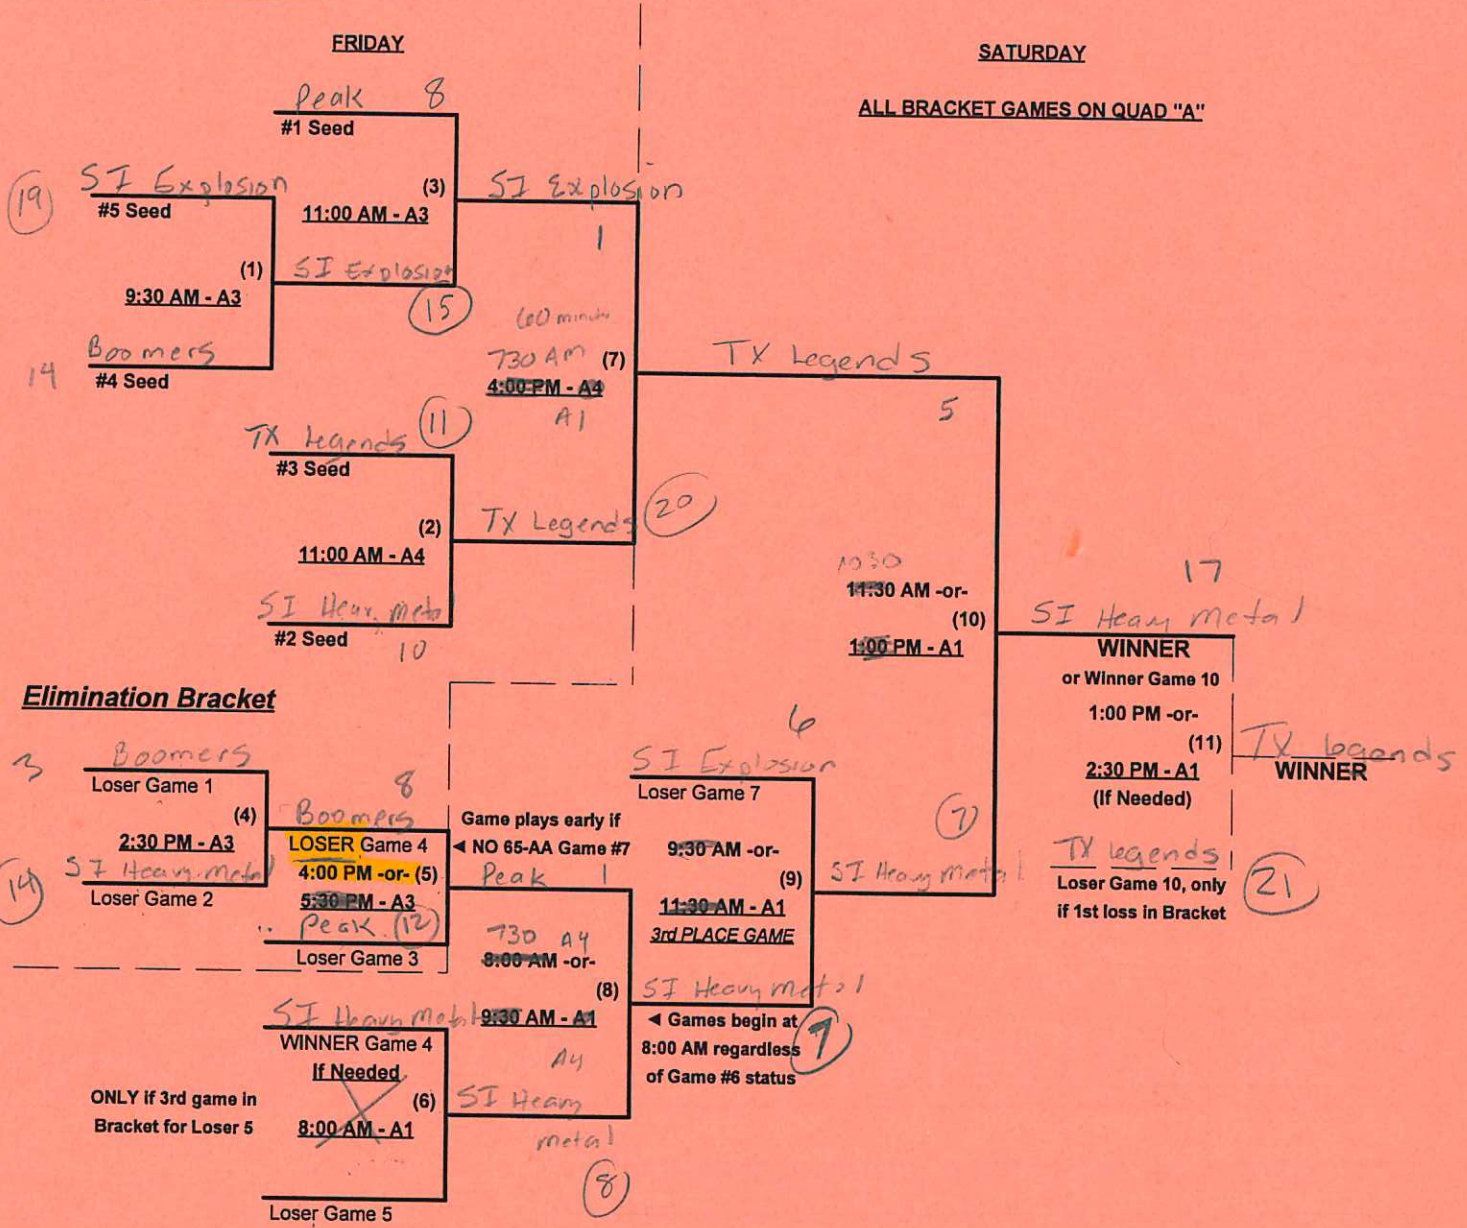 FRIDAY
SATURDAY
ALL BRACKET GAMES ON QUAD "A"
Peak 8
#1 Seed
19 SI Explosion
#5 Seed
(3)
11:00 AM - A3
SI Explosion
1
(1)
9:30 AM - A3
SI Explosion
15
14 Boomers
#4 Seed
60 minute
730 AM (7)
4:00 PM - A4
A1
TX Legends
5
TX Legends 11
#3 Seed
(2)
11:00 AM - A4
TX Legends 20
SI Heavy Metal
#2 Seed 10
1030
11:30 AM -or-
(10)
1:00 PM - A1
17
SI Heavy Metal
WINNER
or Winner Game 10
1:00 PM -or-
(11)
2:30 PM - A1
(If Needed)
TX Legends
WINNER
TX Legends 21
Loser Game 10, only
if 1st loss in Bracket
Elimination Bracket
3 Boomers
Loser Game 1
(4)
2:30 PM - A3
14 SI Heavy Metal
Loser Game 2
8
Boomers
LOSER Game 4
4:00 PM -or- (5)
5:30 PM - A3
Peak 12
Loser Game 3
Game plays early if
◄ NO 65-AA Game #7
Peak 1
730 A4
8:00 AM -or-
(8)
9:30 AM - A1
A4
6
SI Explosion
Loser Game 7
9:30 AM -or-
(9)
11:30 AM - A1
3rd PLACE GAME
7
SI Heavy Metal
SI Heavy Metal
◄ Games begin at
8:00 AM regardless 9
of Game #6 status
SI Heavy Metal
WINNER Game 4
If Needed
(6)
8:00 AM - A1
ONLY if 3rd game in
Bracket for Loser 5
SI Heavy
Metal
8
Loser Game 5